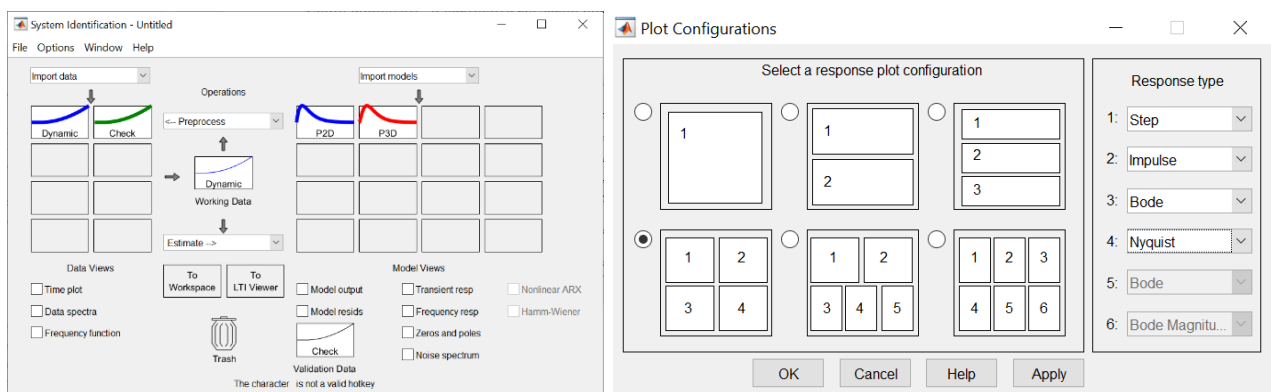 System Identification - Untitled
File Options Window Help
Import data
Import models
Operations
Dynamic
Check
<-- Preprocess
P2D
P3D
Dynamic
Working Data
Estimate -->
Data Views
To Workspace
To LTI Viewer
Model Views
Time plot
Data spectra
Frequency function
Model output
Model resids
Transient resp
Frequency resp
Zeros and poles
Noise spectrum
Nonlinear ARX
Hamm-Wiener
Trash
Check
Validation Data
The character is not a valid hotkey
Plot Configurations
Select a response plot configuration
1
1
2
1
2
3
1 2
3 4
1 2
3 4 5
1 2 3
4 5 6
Response type
1: Step
2: Impulse
3: Bode
4: Nyquist
5: Bode
6: Bode Magnitu...
OK Cancel Help Apply